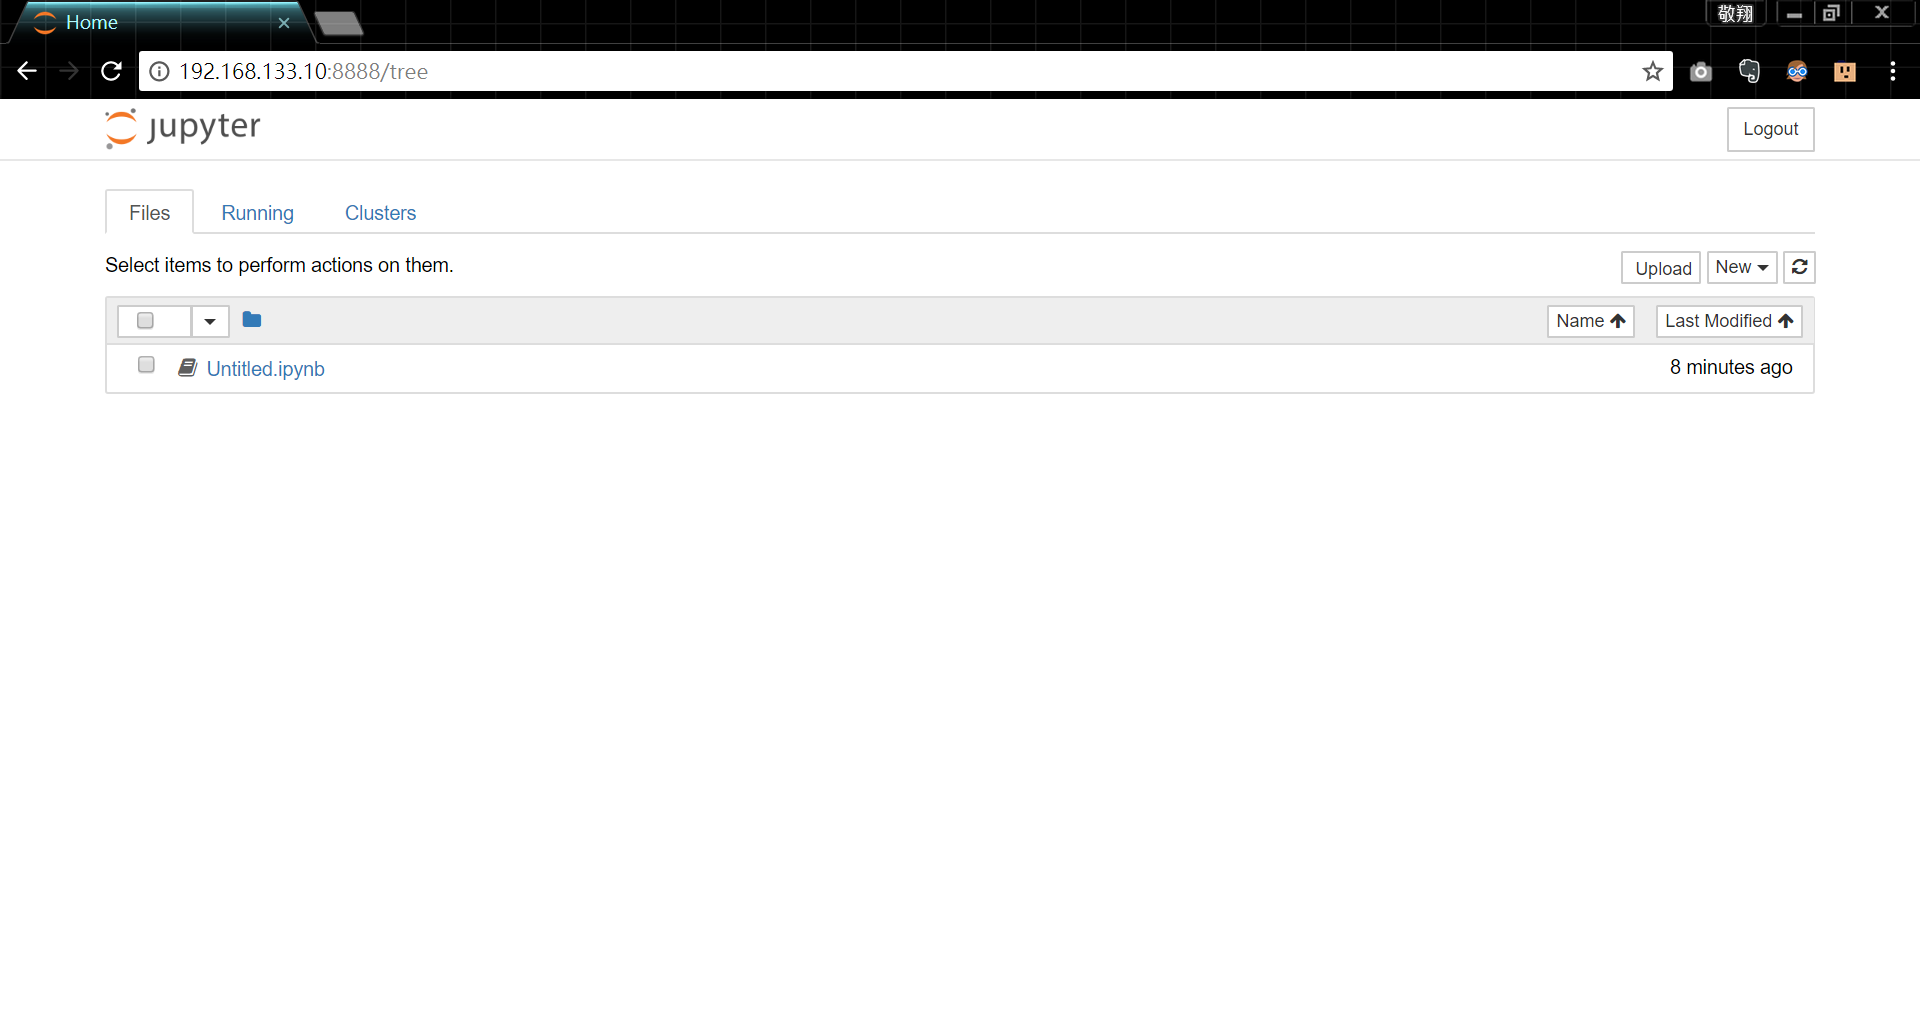 Home
敬翔
192.168.133.10:8888/tree
jupyter
Logout
Files Running Clusters
Select items to perform actions on them.
Upload New
Name Last Modified
Untitled.ipynb 8 minutes ago